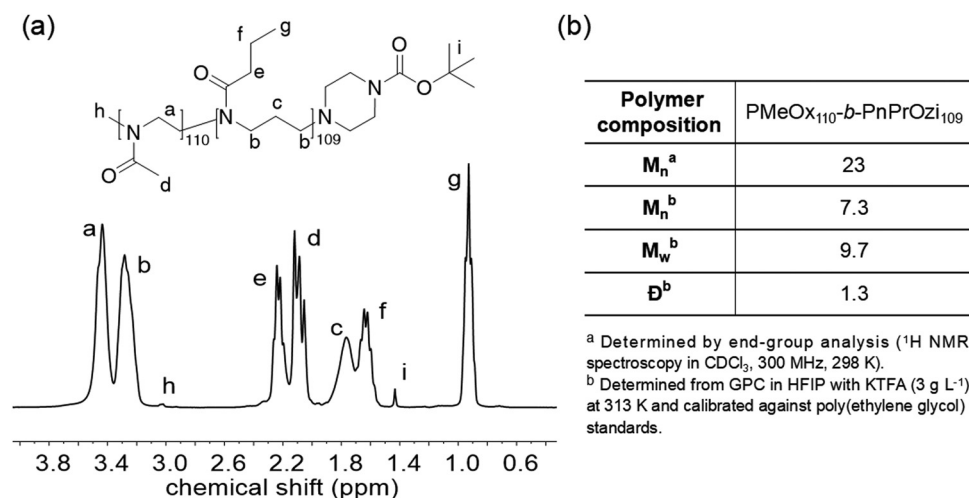 (a)
g
f
i
O
O
e
N
h
a
c
O
N
N
N
110
b
b
109
O
d
g
a
d
b
e
f
c
h
i
3.8 3.4 3.0 2.6 2.2 1.8 1.4 1.0 0.6
chemical shift (ppm)
(b)
Polymer composition PMeOx110-b-PnPrOzi109
Mna 23
Mnb 7.3
Mwb 9.7
Đb 1.3
a Determined by end-group analysis (1H NMR
spectroscopy in CDCl3, 300 MHz, 298 K).
b Determined from GPC in HFIP with KTFA (3 g L-1)
at 313 K and calibrated against poly(ethylene glycol)
standards.